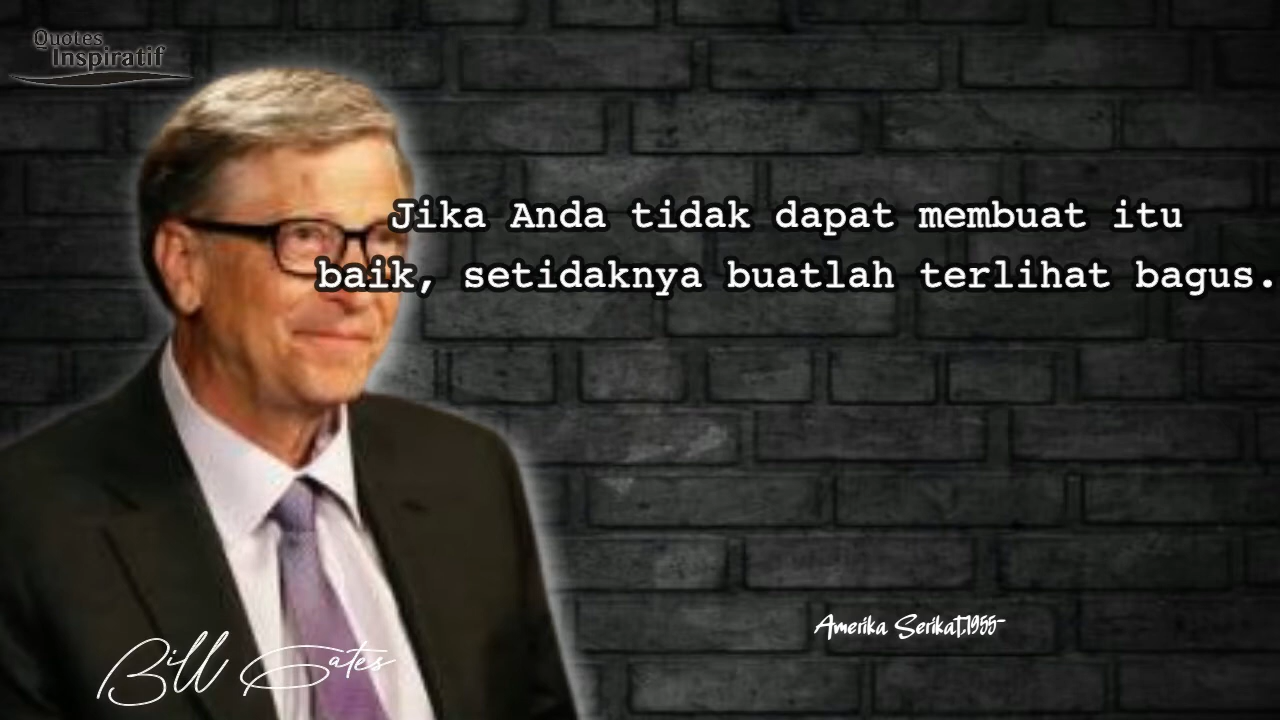 Quotes
Inspiratif
Jika Anda tidak dapat membuat itu
baik, setidaknya buatlah terlihat bagus.
Amerika Serikat,1955-
Bill Gates